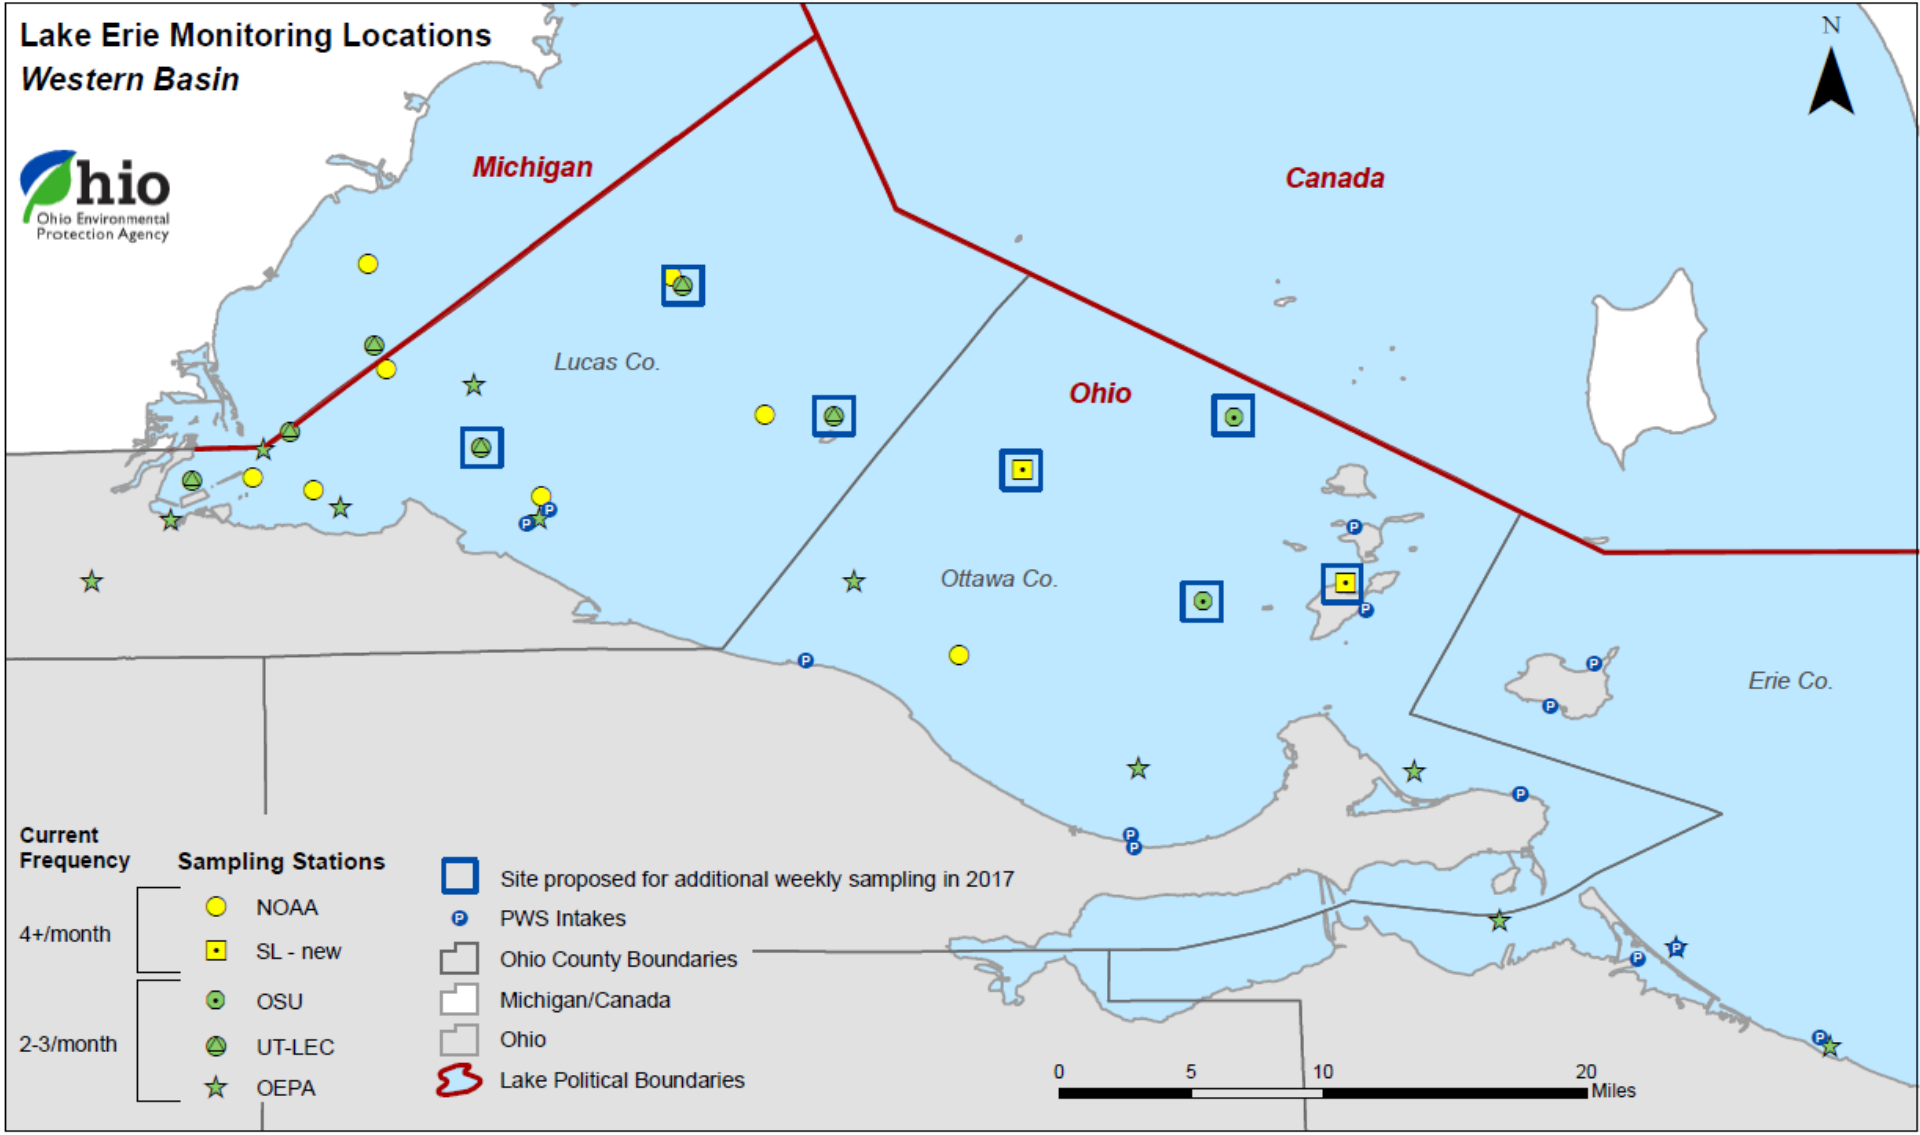 Lake Erie Monitoring Locations
Western Basin
N
Ohio
Ohio Environmental
Protection Agency
Michigan
Canada
Lucas Co.
Ohio
Ottawa Co.
Erie Co.
P
P
P
P
P
P
P
P
P
P
P
P
P
Current
Frequency
Sampling Stations
4+/month
NOAA
SL - new
2-3/month
OSU
UT-LEC
OEPA
Site proposed for additional weekly sampling in 2017
P PWS Intakes
Ohio County Boundaries
Michigan/Canada
Ohio
Lake Political Boundaries
0 5 10 20
Miles